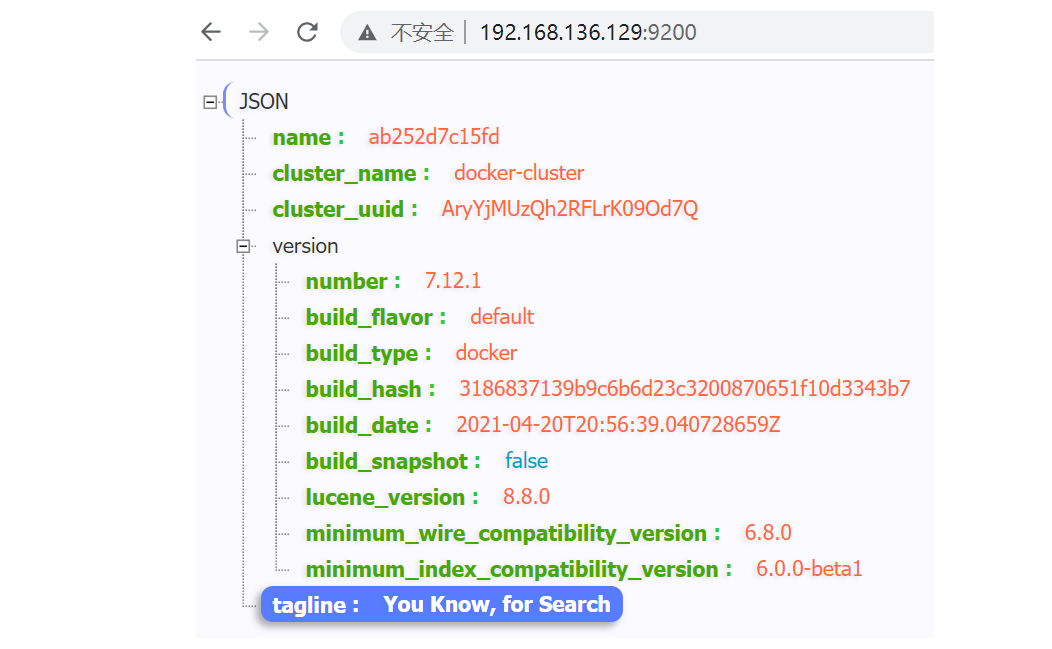 不安全 192.168.136.129:9200
JSON
name : ab252d7c15fd
cluster_name : docker-cluster
cluster_uuid : AryYjMUzQh2RFLrK09Od7Q
version
number : 7.12.1
build_flavor : default
build_type : docker
build_hash : 3186837139b9c6b6d23c3200870651f10d3343b7
build_date : 2021-04-20T20:56:39.040728659Z
build_snapshot : false
lucene_version : 8.8.0
minimum_wire_compatibility_version : 6.8.0
minimum_index_compatibility_version : 6.0.0-beta1
tagline : You Know, for Search